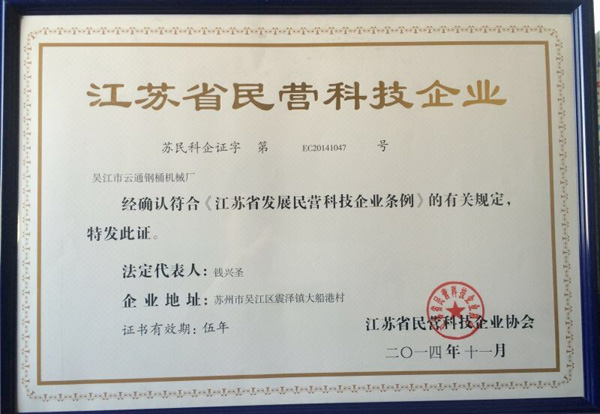 江苏省民营科技企业
苏民科企证字 第 EC20141047 号
吴江市云通钢桶机械厂
经确认符合《江苏省发展民营科技企业条例》的有关规定，
特发此证。
法定代表人：钱兴圣
企业地址：苏州市吴江区震泽镇大船港村
证书有效期：伍年
江苏省民营科技企业协会
二〇一四年十一月